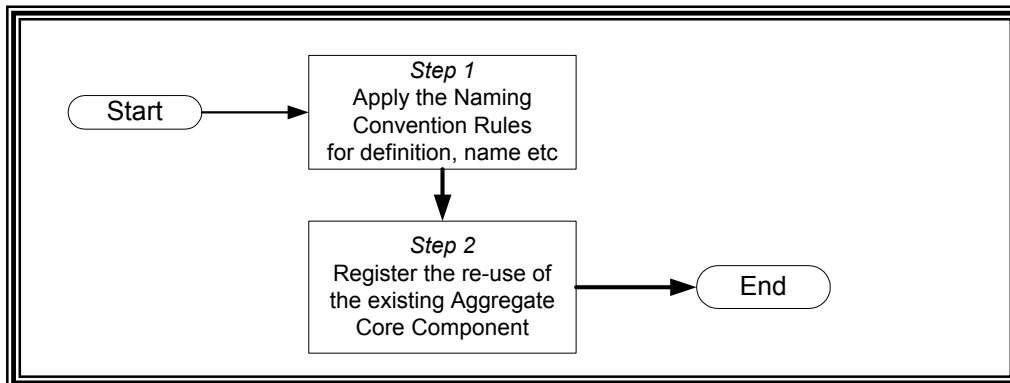 Start
Step 1
Apply the Naming
Convention Rules
for definition, name etc
Step 2
Register the re-use of
the existing Aggregate
Core Component
End